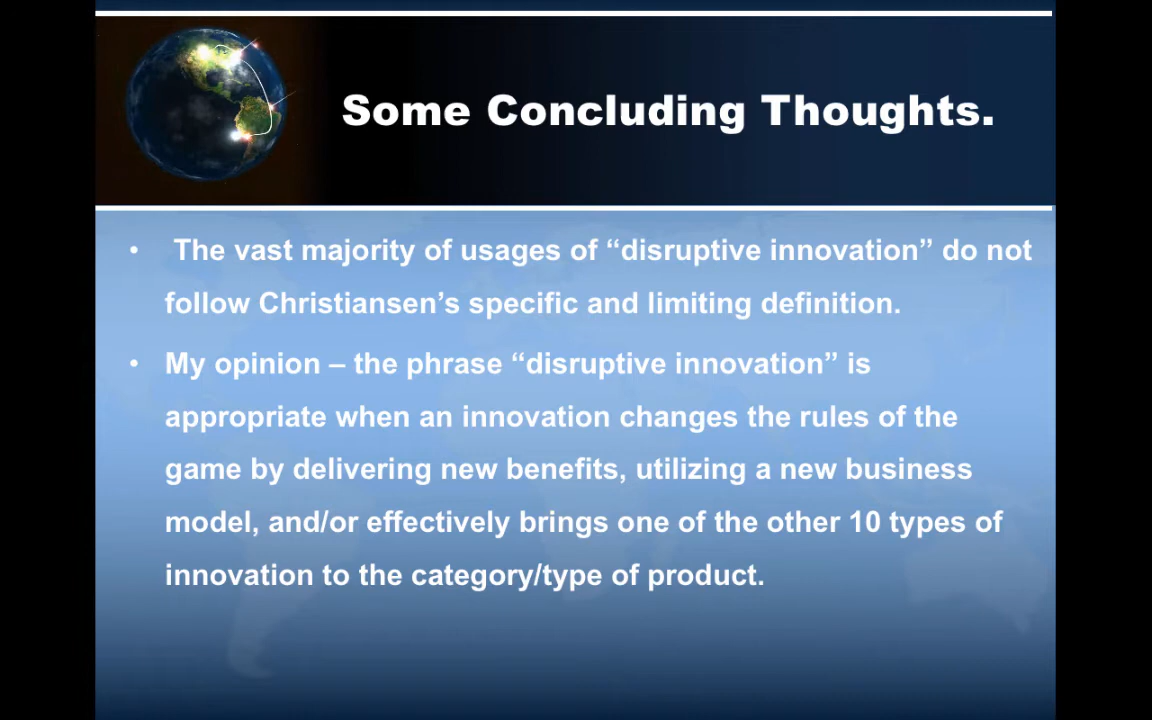 Some Concluding Thoughts.
• The vast majority of usages of “disruptive innovation” do not
follow Christiansen’s specific and limiting definition.
• My opinion – the phrase “disruptive innovation” is
appropriate when an innovation changes the rules of the
game by delivering new benefits, utilizing a new business
model, and/or effectively brings one of the other 10 types of
innovation to the category/type of product.